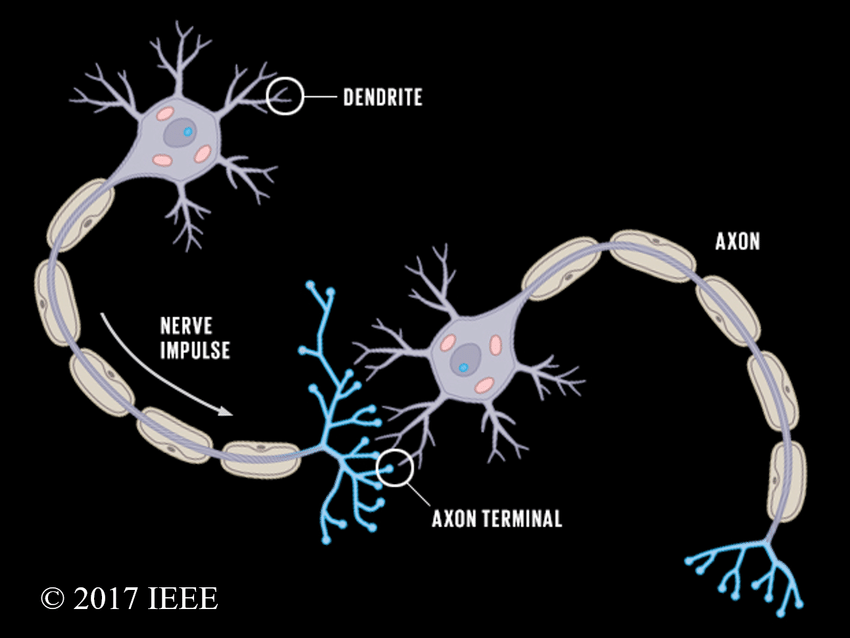 DENDRITE
AXON
NERVE
IMPULSE
AXON TERMINAL
© 2017 IEEE